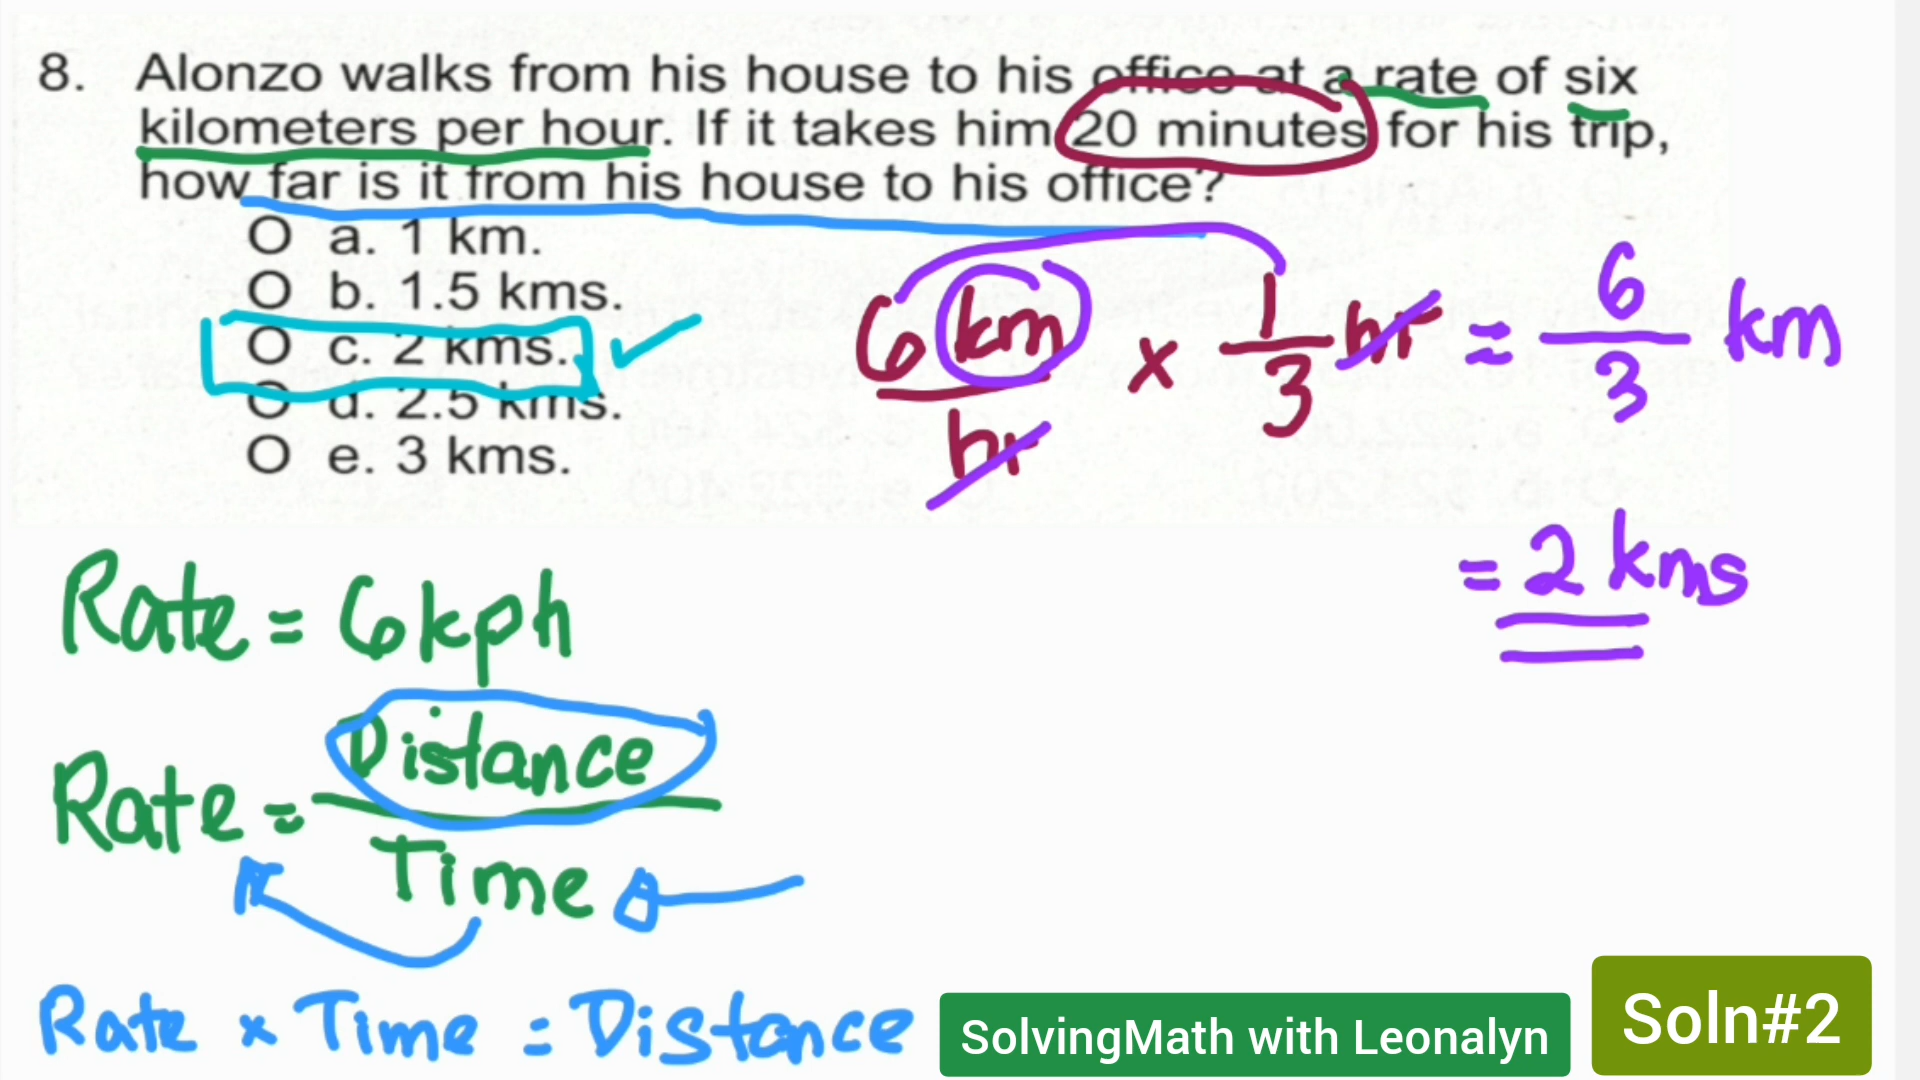 8. Alonzo walks from his house to his office at a rate of six
kilometers per hour. If it takes him 20 minutes for his trip,
how far is it from his house to his office?
O a. 1 km.
O b. 1.5 kms.
O c. 2 kms.
O d. 2.5 kms.
O e. 3 kms.
6 km / hr × 1/3 hr = 6/3 km
= 2 kms
Rate = 6kph
Rate = Distance / Time
Rate × Time = Distance
SolvingMath with Leonalyn
Soln#2